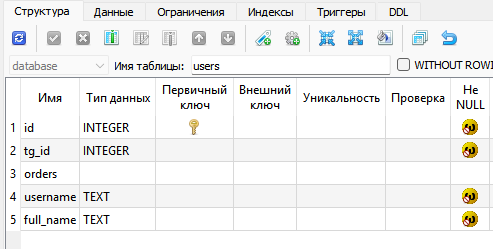 Структура Данные Ограничения Индексы Триггеры DDL
database Имя таблицы: users WITHOUT ROWI
Имя Тип данных Первичный ключ Внешний ключ Уникальность Проверка Не NULL
1 id INTEGER
2 tg_id INTEGER
3 orders
4 username TEXT
5 full_name TEXT